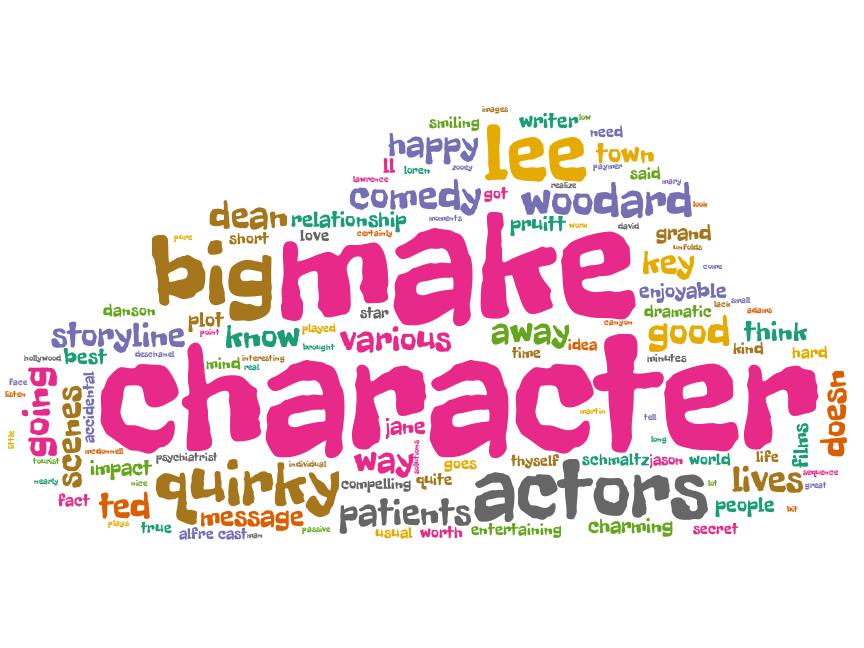 images
smiling writer low
happy lee need
town
ll loren zooey paymer said
lawrence realize mary
comedy got woodard look
dean relationship moments pruitt work david
pure short love certainly grand
big make unfolds
key come
enjoyable small
danson plot star dramatic lack adams
storyline point know played various away canyon good think
hollywood best deschanel brought time idea minutes kind hard
mind interesting
real
face going accidental character doesn
listen scenes martin tell
little jane long films
tourist mcdonnell psychiatrist way solutions
impact individual goes thyself schmaltz jason world life sequence
nearly nice quirky compelling quite actors lot lives great
fact ted patients people bit
plays message
true alfre cast man passive usual worth entertaining charming secret